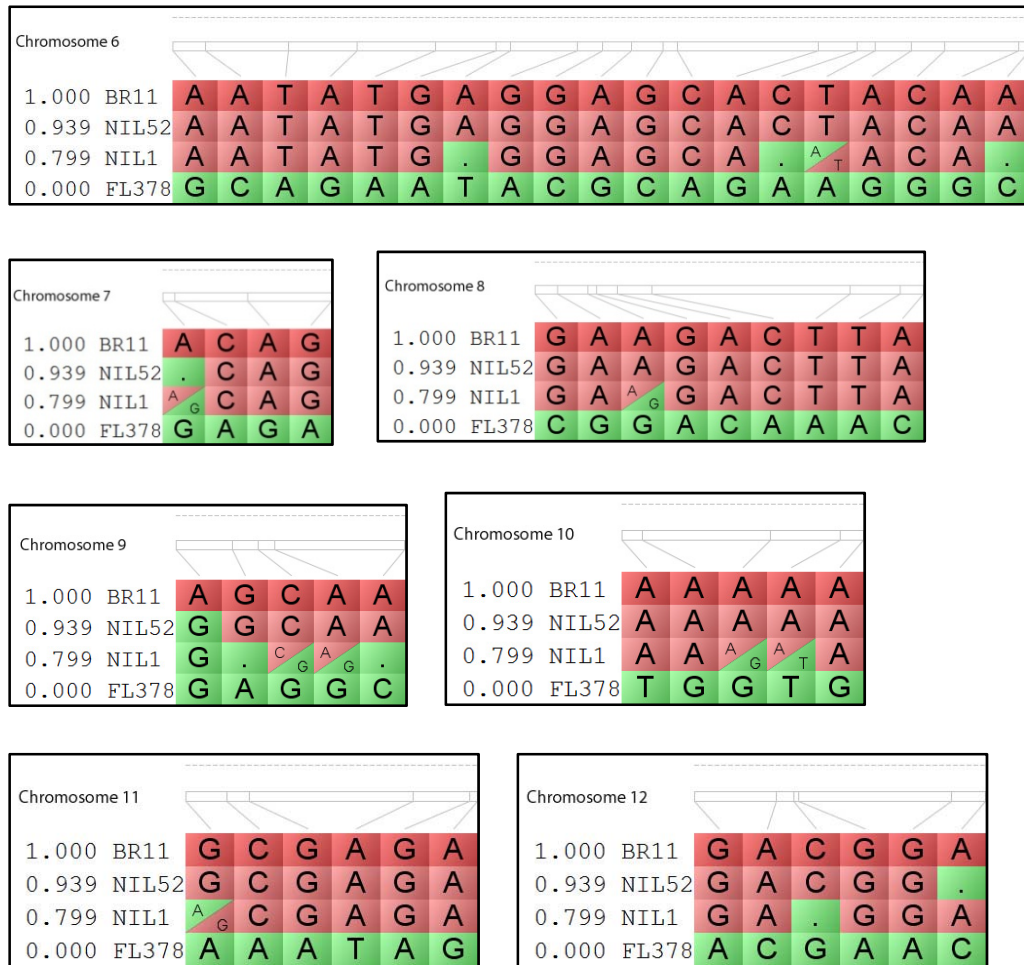 Chromosome 6
1.000 BR11 A A T A T G A G G A G C A C T A C A A
0.939 NIL52 A A T A T G A G G A G C A C T A C A A
0.799 NIL1 A A T A T G . G G A G C A . A T A C A .
0.000 FL378 G C A G A A T A C G C A G A A G G G C
Chromosome 7
1.000 BR11 A C A G
0.939 NIL52 . C A G
0.799 NIL1 A G C A G
0.000 FL378 G A G A
Chromosome 8
1.000 BR11 G A A G A C T T A
0.939 NIL52 G A A G A C T T A
0.799 NIL1 G A A G G A C T T A
0.000 FL378 C G G A C A A A C
Chromosome 9
1.000 BR11 A G C A A
0.939 NIL52 G G C A A
0.799 NIL1 G . C G A G .
0.000 FL378 G A G G C
Chromosome 10
1.000 BR11 A A A A A
0.939 NIL52 A A A A A
0.799 NIL1 A A A G A T A
0.000 FL378 T G G T G
Chromosome 11
1.000 BR11 G C G A G A
0.939 NIL52 G C G A G A
0.799 NIL1 A G C G A G A
0.000 FL378 A A A T A G
Chromosome 12
1.000 BR11 G A C G G A
0.939 NIL52 G A C G G .
0.799 NIL1 G A . G G A
0.000 FL378 A C G A A C